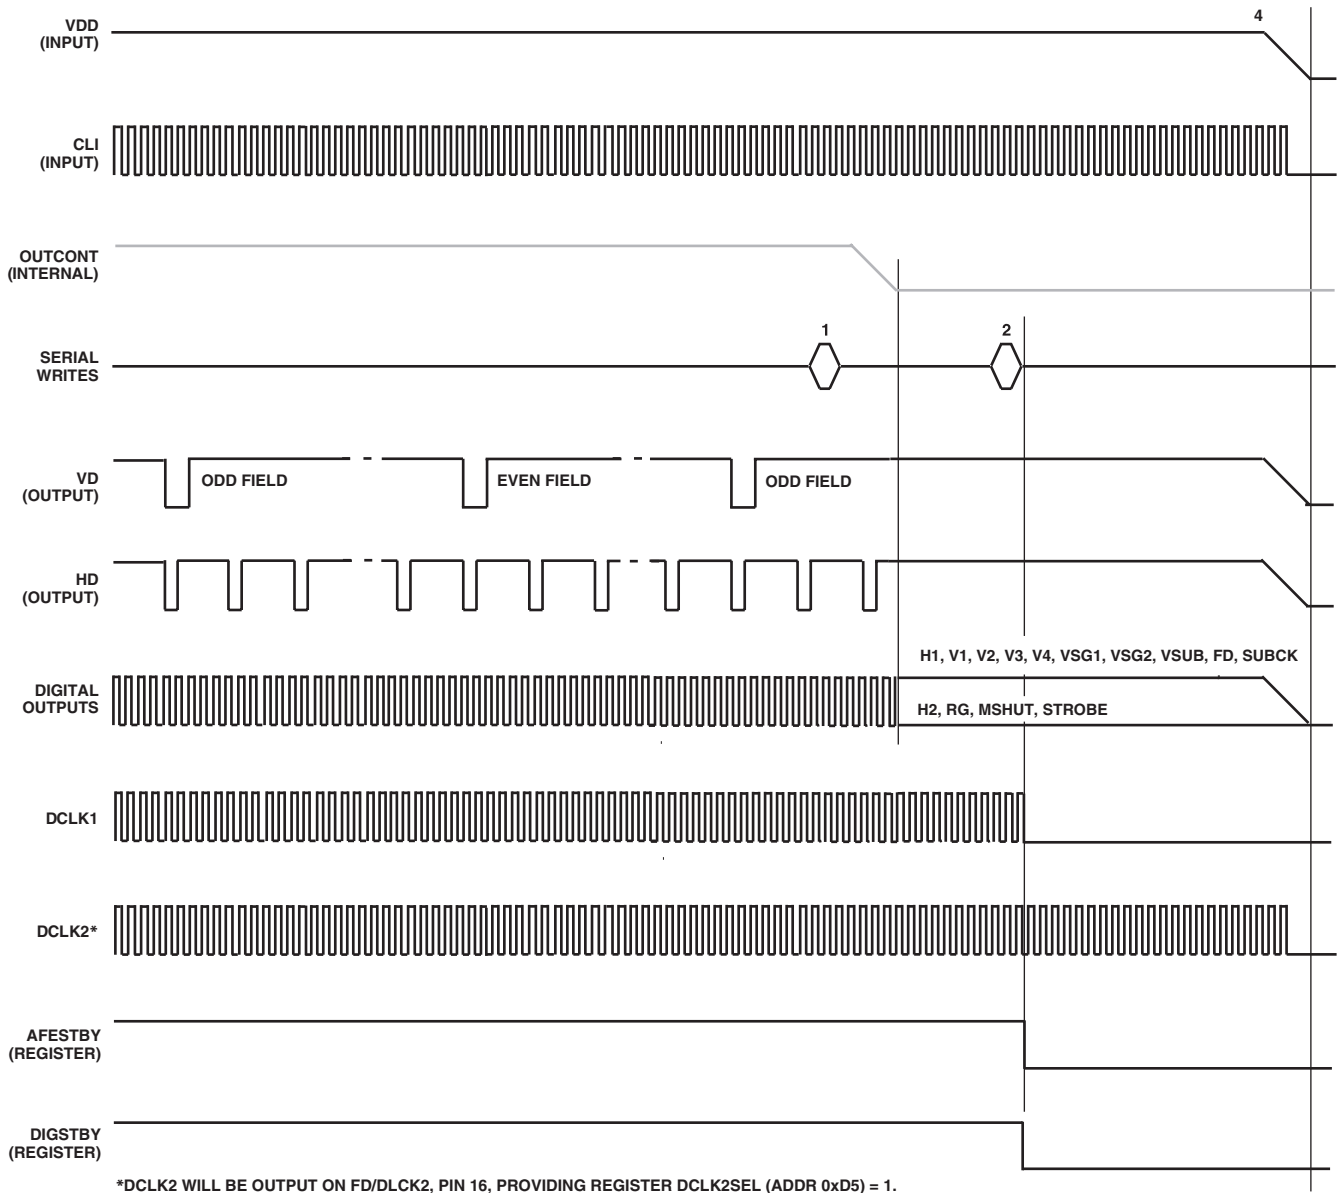 4
VDD
(INPUT)
CLI
(INPUT)
OUTCONT
(INTERNAL)
1
2
SERIAL
WRITES
VD
(OUTPUT)
ODD FIELD
EVEN FIELD
ODD FIELD
HD
(OUTPUT)
H1, V1, V2, V3, V4, VSG1, VSG2, VSUB, FD, SUBCK
DIGITAL
OUTPUTS
H2, RG, MSHUT, STROBE
DCLK1
DCLK2*
AFESTBY
(REGISTER)
DIGSTBY
(REGISTER)
*DCLK2 WILL BE OUTPUT ON FD/DLCK2, PIN 16, PROVIDING REGISTER DCLK2SEL (ADDR 0xD5) = 1.